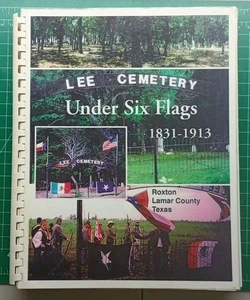 LEE CEMETERY
Under Six Flags
1831-1913
LEE CEMETERY
Roxton
Lamar County
Texas